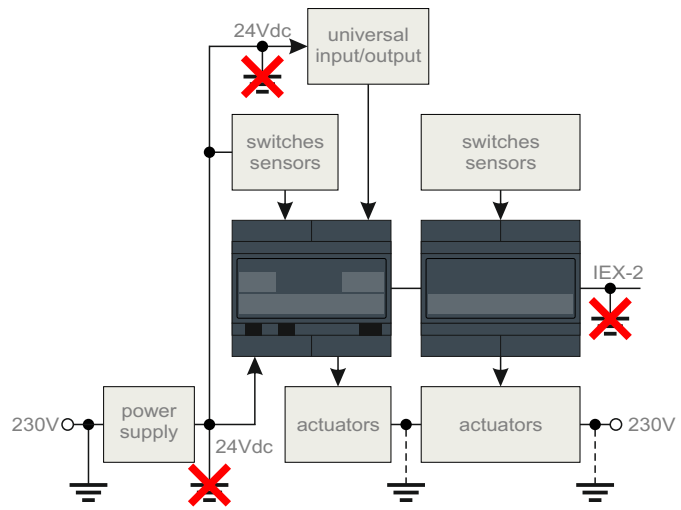 24Vdc
universal
input/output
switches
sensors
switches
sensors
IEX-2
230V
power
supply
24Vdc
actuators
actuators
230V